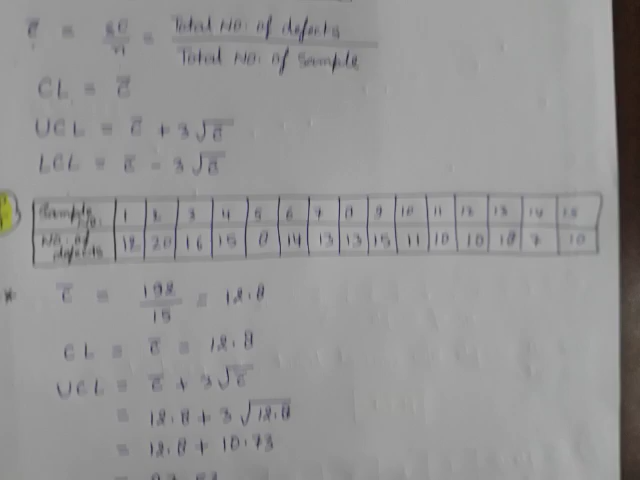 c̄ = Σc/n = Total No. of defects / Total No. of Sample
CL = c̄
UCL = c̄ + 3√c̄
LCL = c̄ - 3√c̄
Sample No. 1 2 3 4 5 6 7 8 9 10 11 12 13 14 15
No. of defects 12 20 16 15 8 14 13 13 15 11 10 10 18 7 10
* c̄ = 192/15 = 12.8
CL = c̄ = 12.8
UCL = c̄ + 3√c̄
= 12.8 + 3√12.8
= 12.8 + 10.73